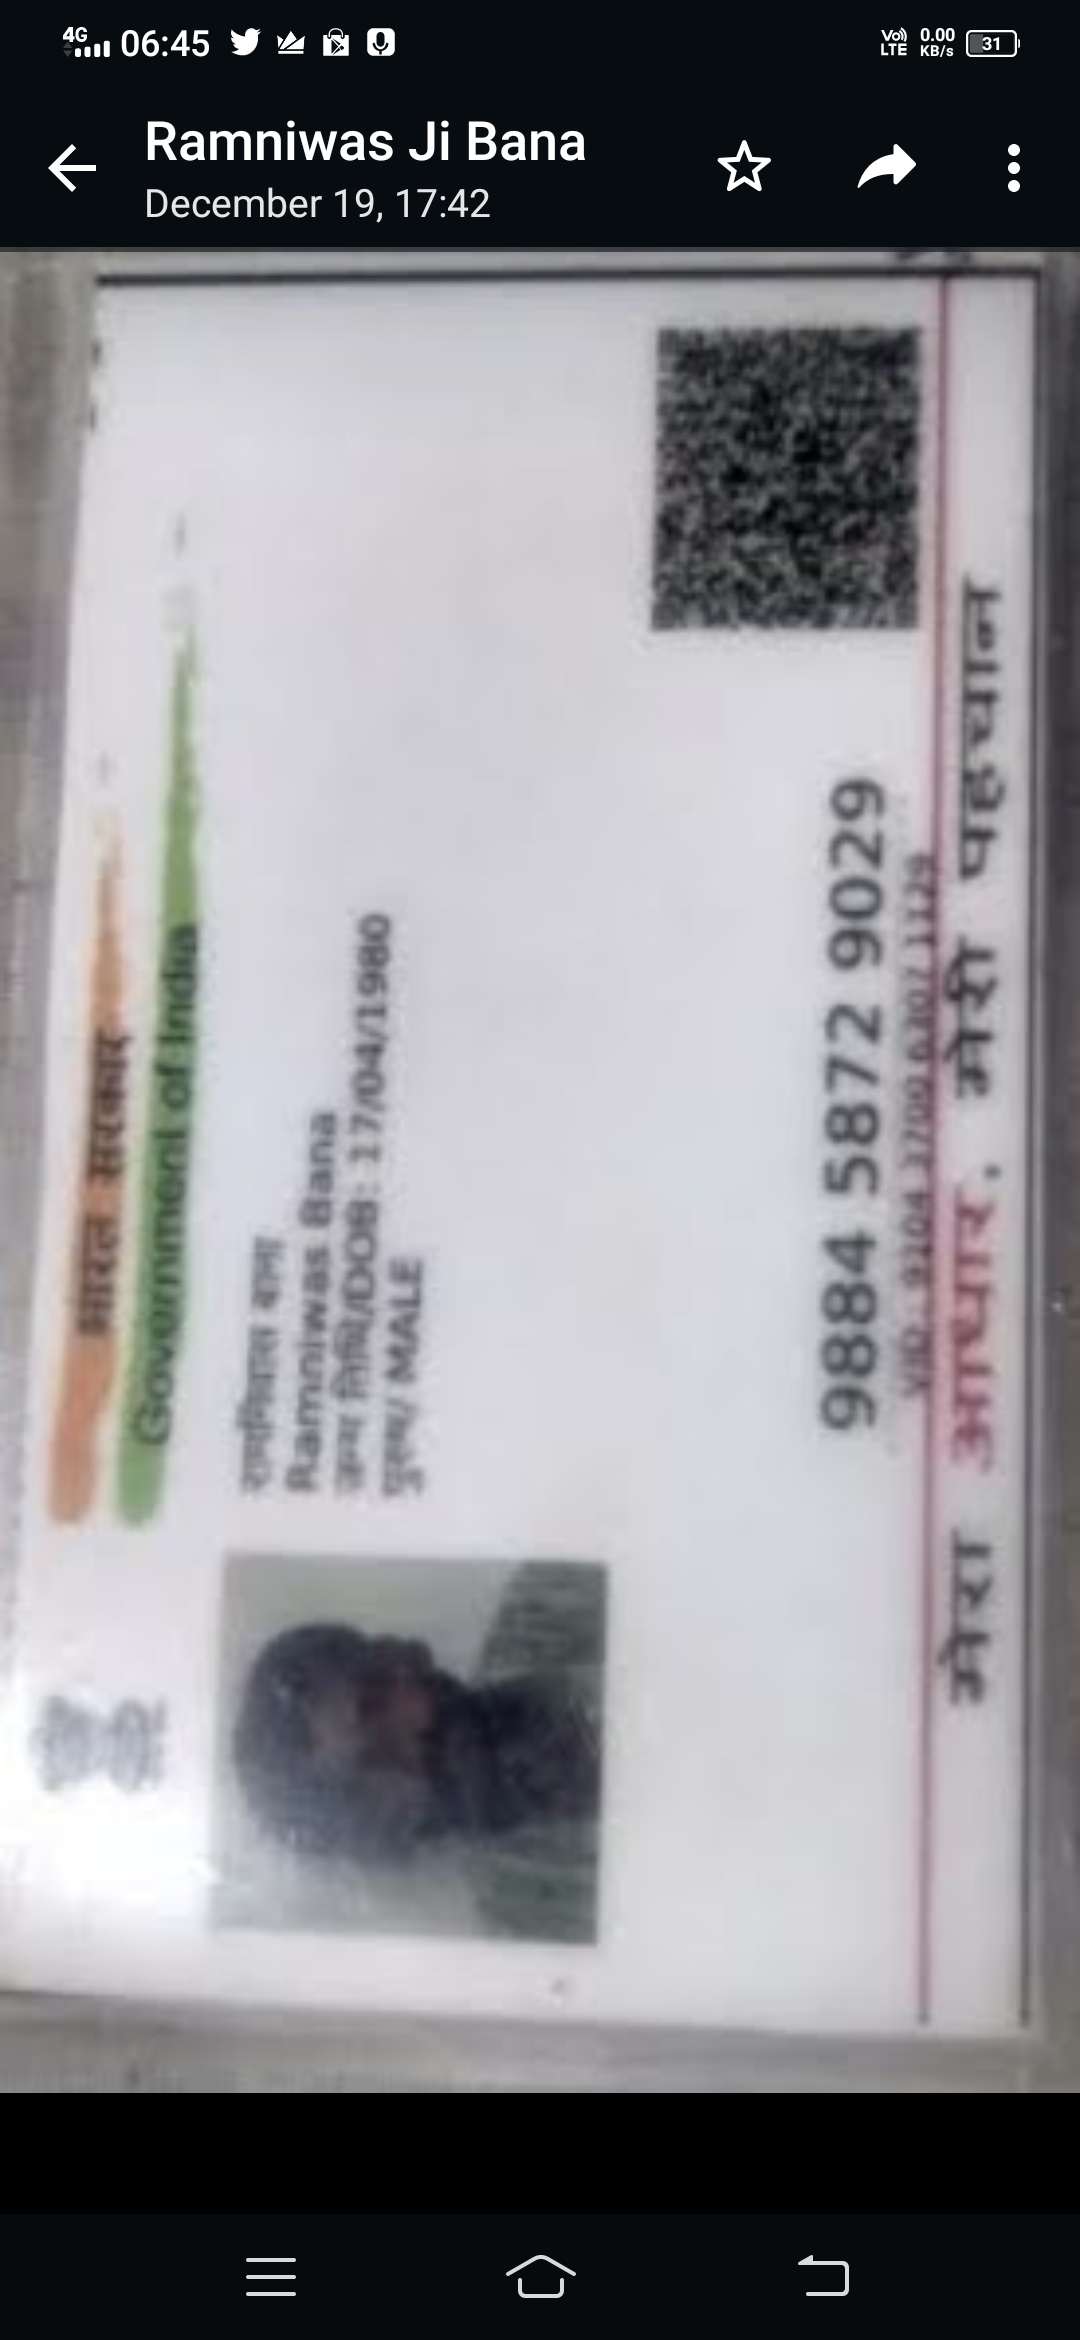 4G 06:45 Vo) LTE 0.00 KB/s 31
Ramniwas Ji Bana
December 19, 17:42
भारत सरकार
Government of India
रामनिवास बाना
Ramniwas Bana
जन्म तिथि/DOB: 17/04/1980
पुरुष/ MALE
9884 5872 9029
VID:
मेरा आधार, मेरी पहचान